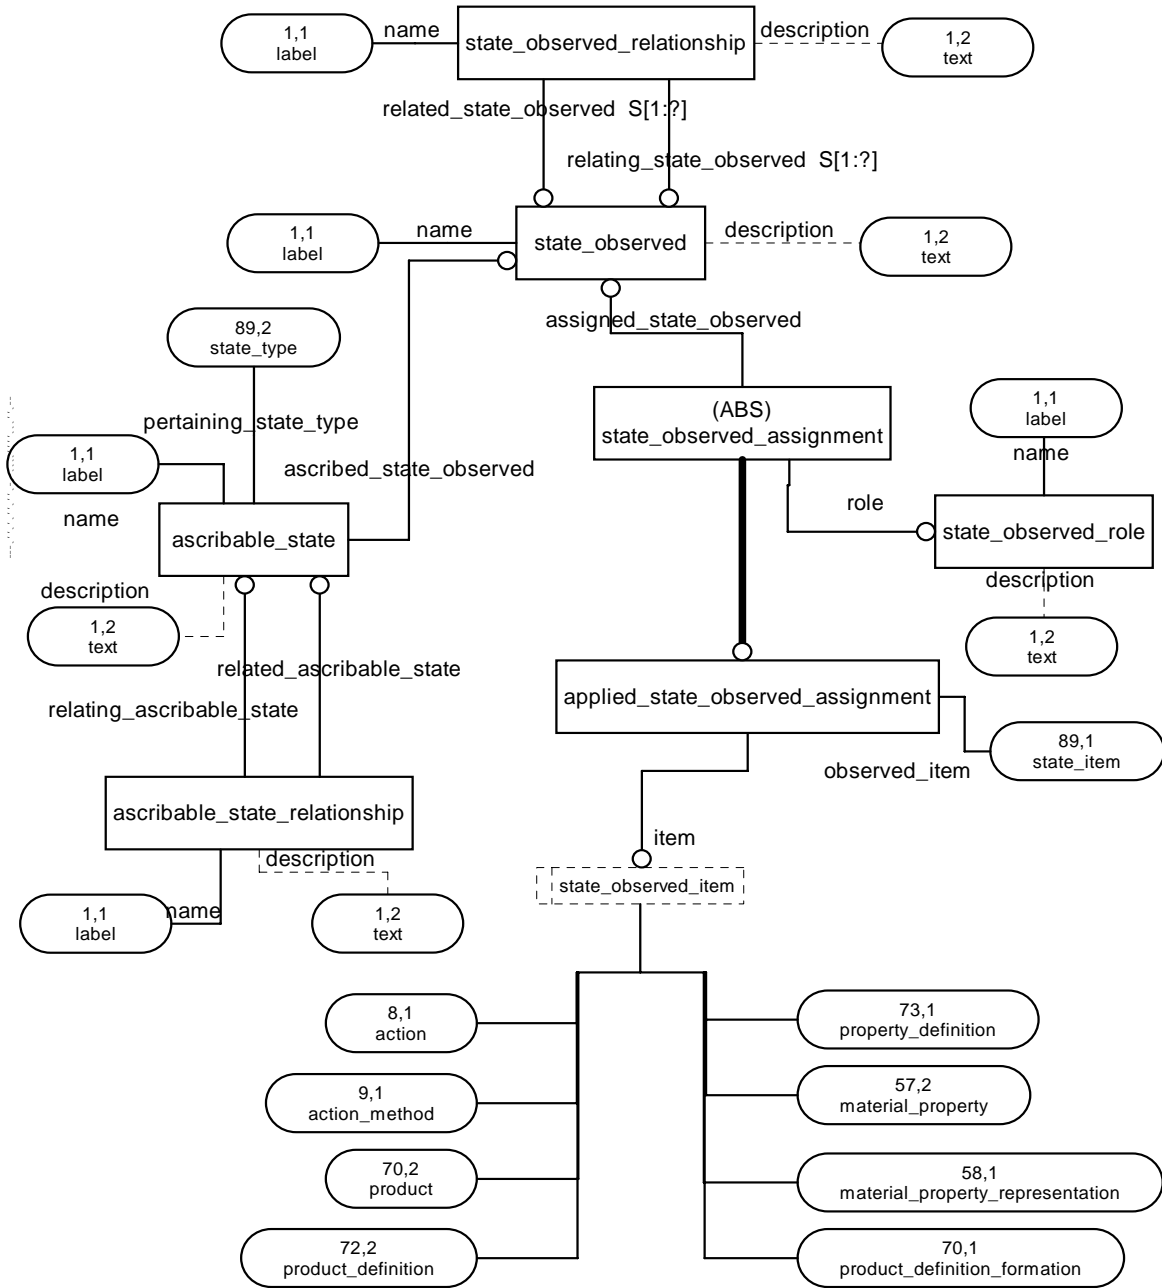 name
state_observed_relationship
description
1,1
label
1,2
text
related_state_observed S[1:?]
relating_state_observed S[1:?]
1,1
label
name
state_observed
description
1,2
text
assigned_state_observed
89,2
state_type
pertaining_state_type
ascribed_state_observed
(ABS)
state_observed_assignment
1,1
label
name
1,1
label
name
role
ascribable_state
state_observed_role
description
1,2
text
description
1,2
text
related_ascribable_state
relating_ascribable_state
applied_state_observed_assignment
observed_item
89,1
state_item
ascribable_state_relationship
item
description
state_observed_item
1,1
label
name
1,2
text
8,1
action
73,1
property_definition
9,1
action_method
57,2
material_property
70,2
product
58,1
material_property_representation
72,2
product_definition
70,1
product_definition_formation